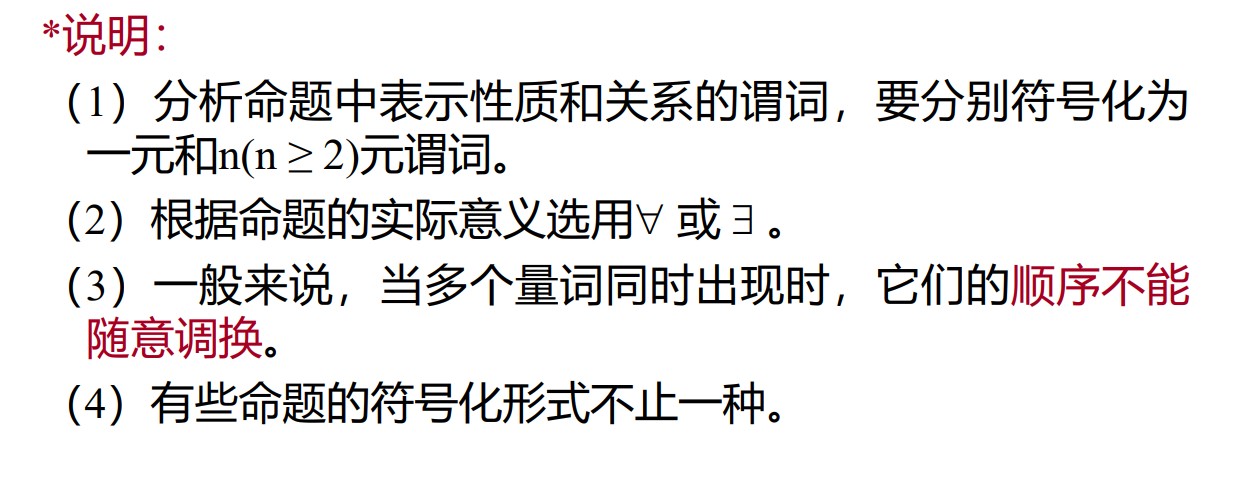 *说明：
（1）分析命题中表示性质和关系的谓词，要分别符号化为
一元和n(n ≥ 2)元谓词。
（2）根据命题的实际意义选用∀ 或 ∃ 。
（3）一般来说，当多个量词同时出现时，它们的顺序不能
随意调换。
（4）有些命题的符号化形式不止一种。